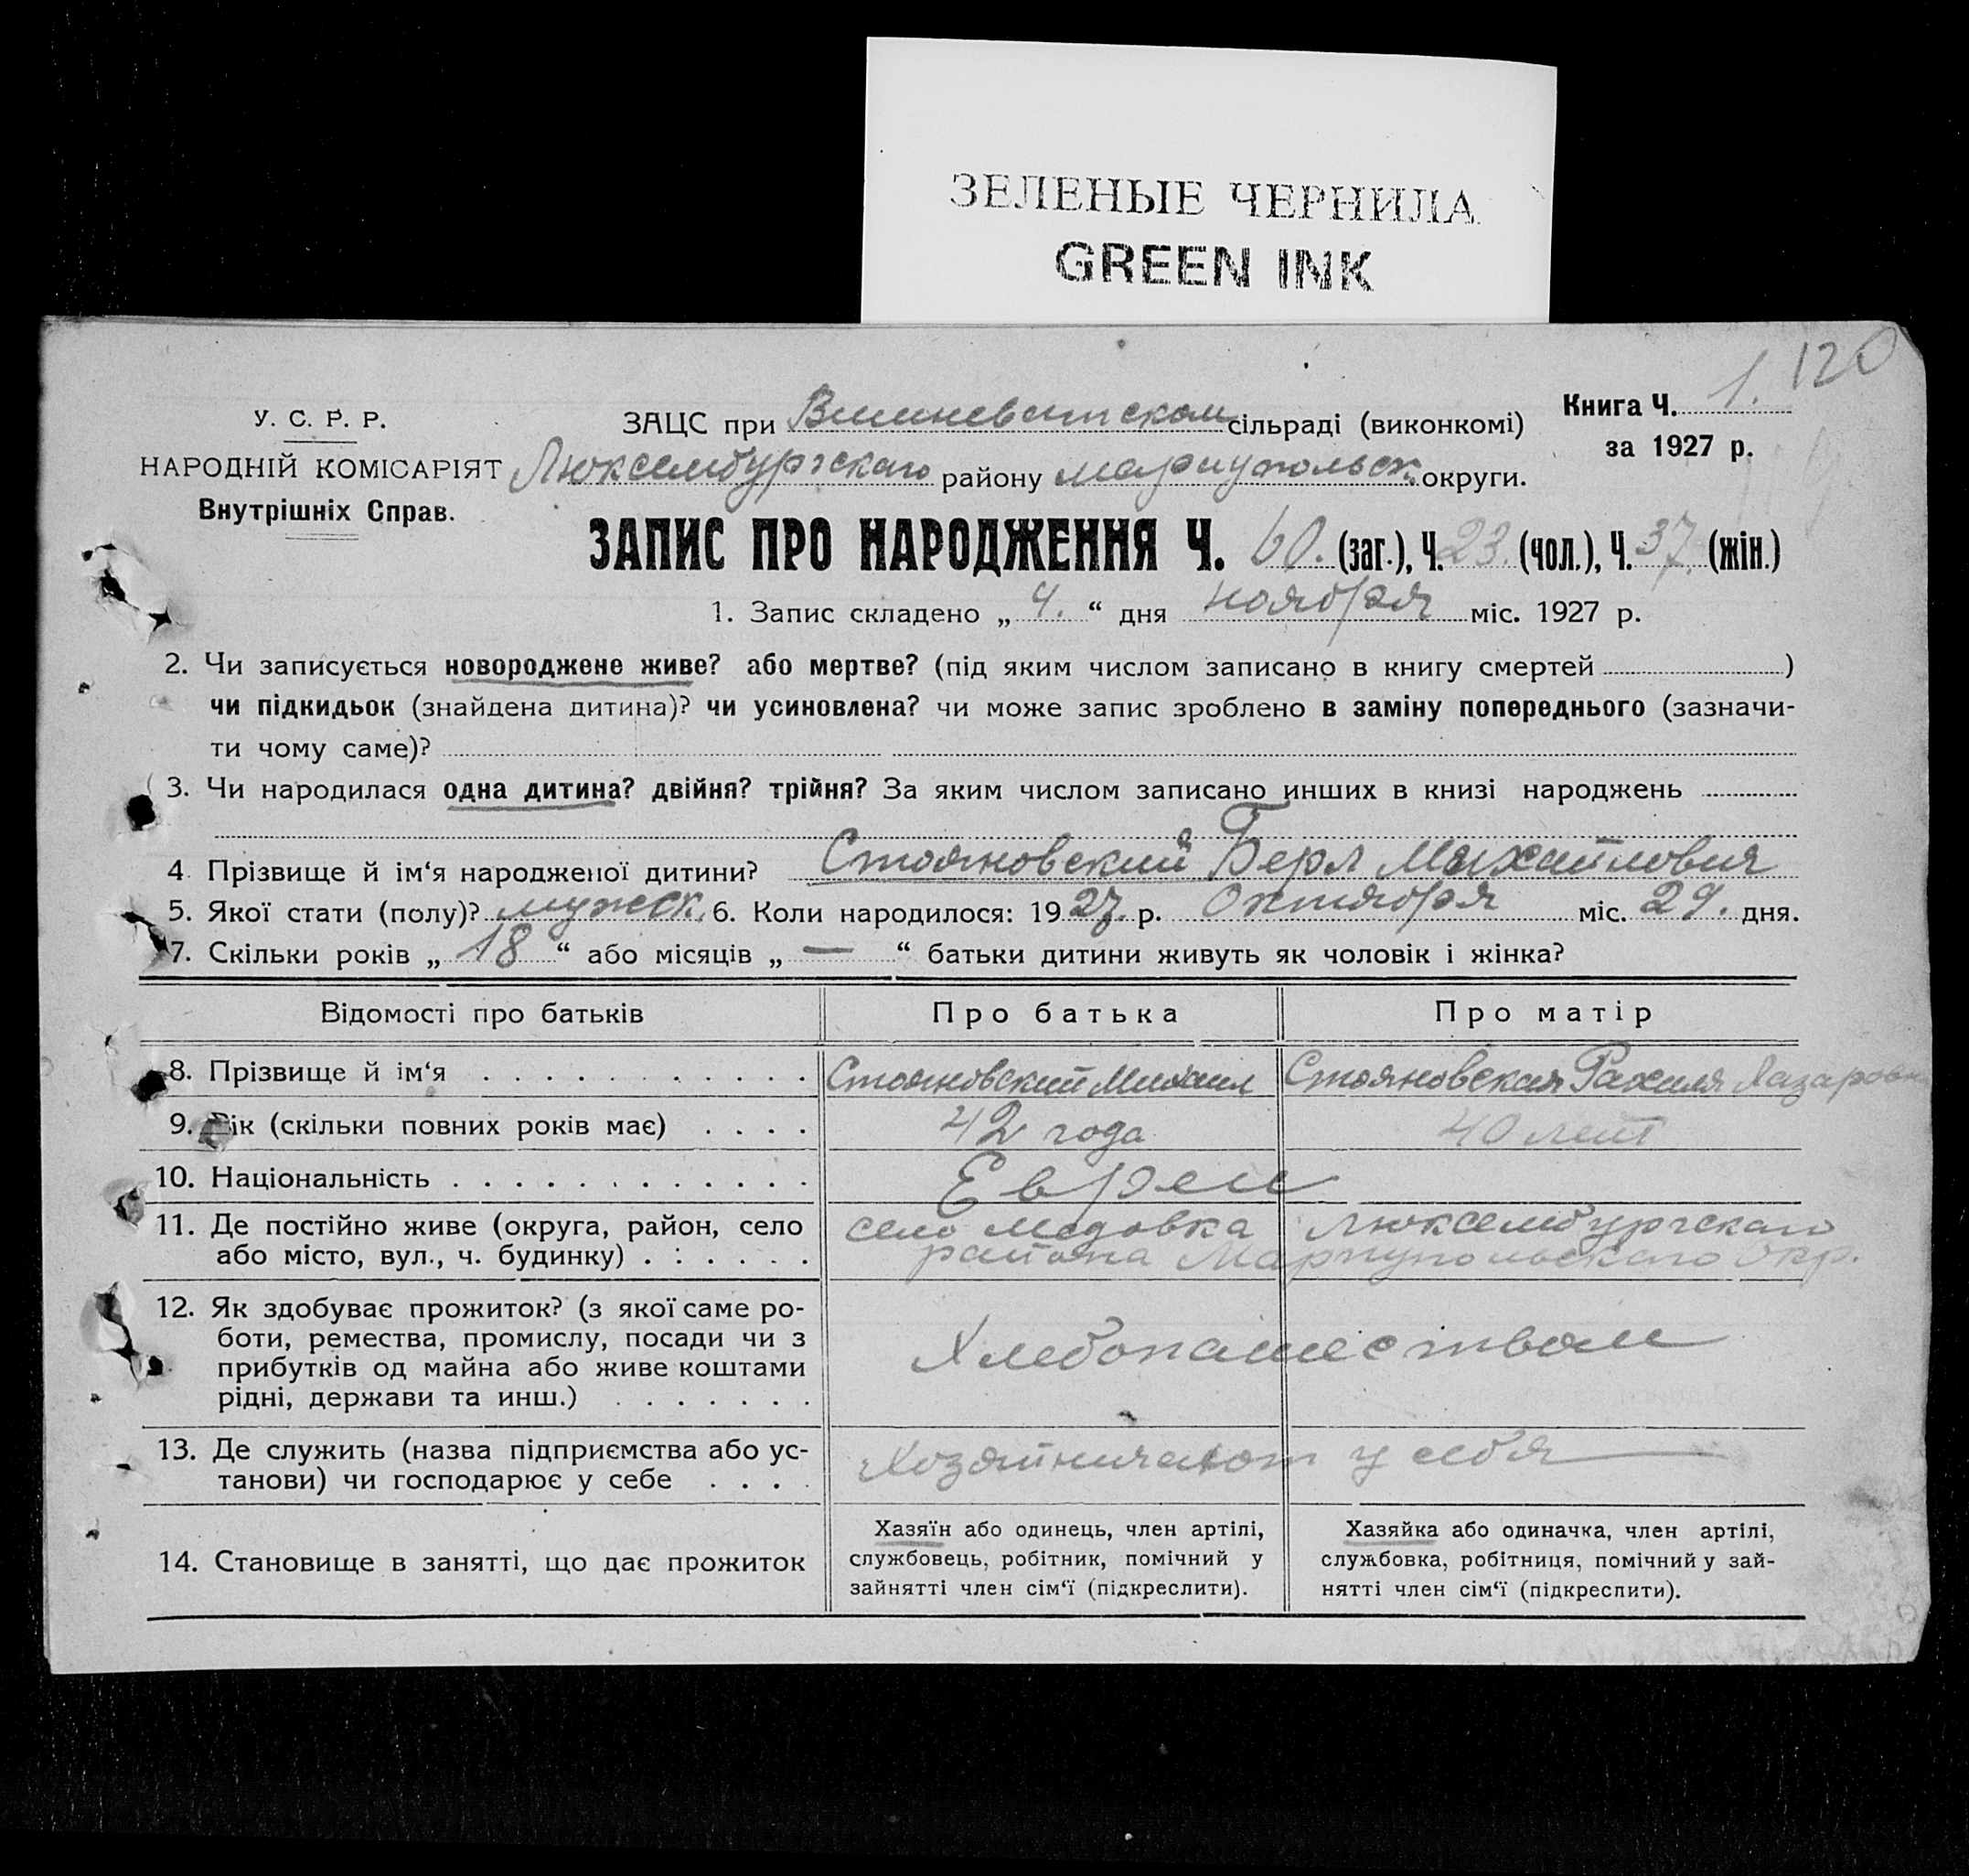 ЗЕЛЕНЫЕ ЧЕРНИЛА
GREEN INK
1. 120
У. С. Р. Р.
НАРОДНІЙ КОМІСАРІЯТ
Внутрішніх Справ.
ЗАЦС при сільраді (виконкомі)
Люксембургскаго району Мариупольск. округи.
Книга Ч. 1.
за 1927 р.
ЗАПИС ПРО НАРОДЖЕННЯ Ч. 60. (заг.), Ч. 23. (чол.), Ч. 37. (жін.)
1. Запис складено „ 4. “ дня ноября міс. 1927 р.
2. Чи записується новороджене живе? або мертве? (під яким числом записано в книгу смертей )
чи підкидьок (знайдена дитина)? чи усиновлена? чи може запис зроблено в заміну попереднього (зазначи-
ти чому саме)?
3. Чи народилася одна дитина? двійня? трійня? За яким числом записано инших в книзі народжень
4. Прізвище й ім‘я народженої дитини? Стояновский Берл Михайлович
5. Якої стати (полу)? мужск. 6. Коли народилося: 1927. р. Октября міс. 29. дня.
7. Скільки років „ 18 “ або місяців „ — “ батьки дитини живуть як чоловік і жінка?
Відомості про батьків Про батька Про матір
8. Прізвище й ім‘я Стояновский Михаил Стояновская Рахиля Лазаровн
9. Вік (скільки повних років має) 42 года 40 лет
10. Національність Евреи
11. Де постійно живе (округа, район, село село Медовка Люксембургскаго
або місто, вул., ч. будинку) района Мариупольскаго Окр.
12. Як здобуває прожиток? (з якої саме ро-
боти, ремества, промислу, посади чи з
прибутків од майна або живе коштами
рідні, держави та инш.)
Хлебопашеством
13. Де служить (назва підприємства або ус-
танови) чи господарює у себе
Хозяйничают у себя
14. Становище в занятті, що дає прожиток
Хазяїн або одинець, член артілі,
службовець, робітник, помічний у
зайнятті член сім‘ї (підкреслити).
Хазяйка або одиначка, член артілі,
службовка, робітниця, помічний у зай-
нятті член сім‘ї (підкреслити).